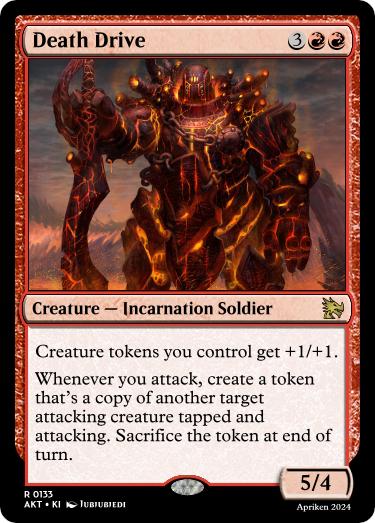 Death Drive 3
Creature — Incarnation Soldier
Creature tokens you control get +1/+1.
Whenever you attack, create a token
that's a copy of another target
attacking creature tapped and
attacking. Sacrifice the token at end of
turn.
5/4
R 0133
AKT • KI Jubjubjedi
Apriken 2024